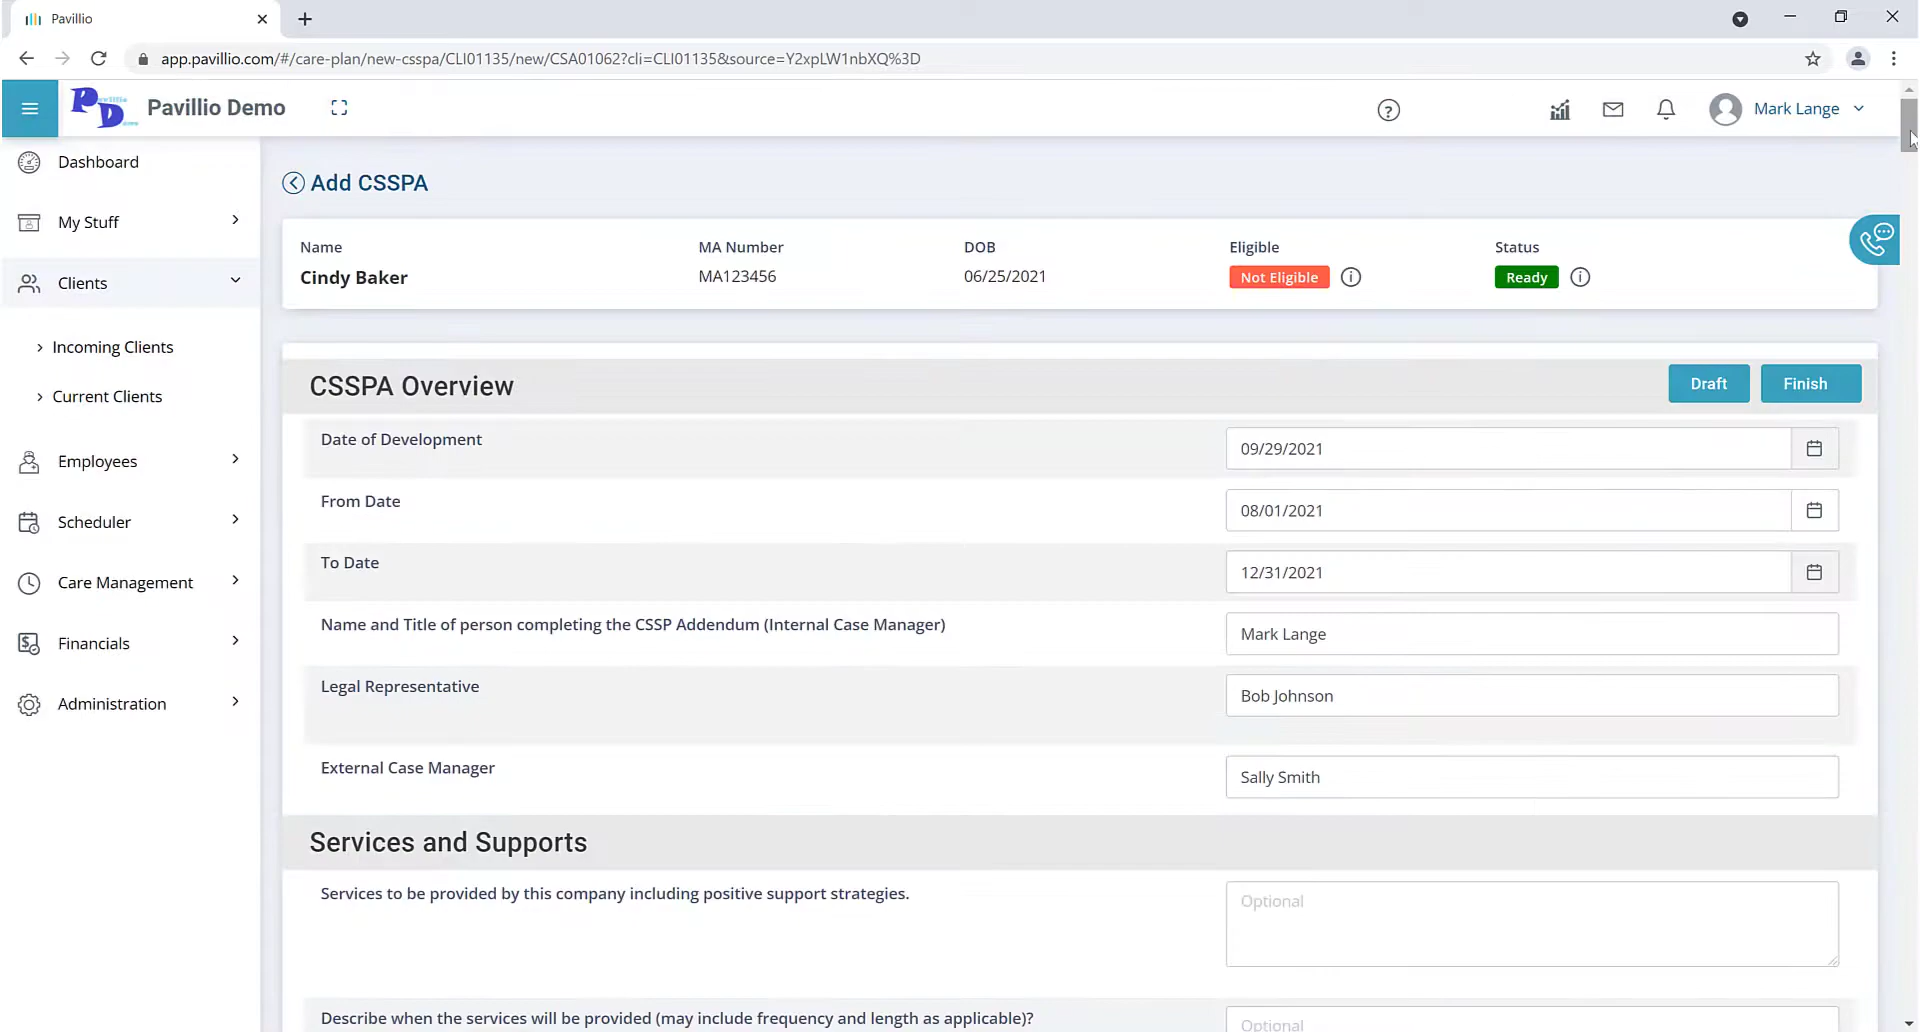 Pavillio
app.pavillio.com/#/care-plan/new-csspa/CLI01135/new/CSA01062?cli=CLI01135&source=Y2xpLW1nbXQ%3D
Pavillio Demo
Mark Lange
Dashboard
My Stuff
Clients
Incoming Clients
Current Clients
Employees
Scheduler
Care Management
Financials
Administration
Add CSSPA
Name MA Number DOB Eligible Status
Cindy Baker MA123456 06/25/2021 Not Eligible Ready
CSSPA Overview Draft Finish
Date of Development 09/29/2021
From Date 08/01/2021
To Date 12/31/2021
Name and Title of person completing the CSSP Addendum (Internal Case Manager) Mark Lange
Legal Representative Bob Johnson
External Case Manager Sally Smith
Services and Supports
Services to be provided by this company including positive support strategies. Optional
Describe when the services will be provided (may include frequency and length as applicable)? Optional